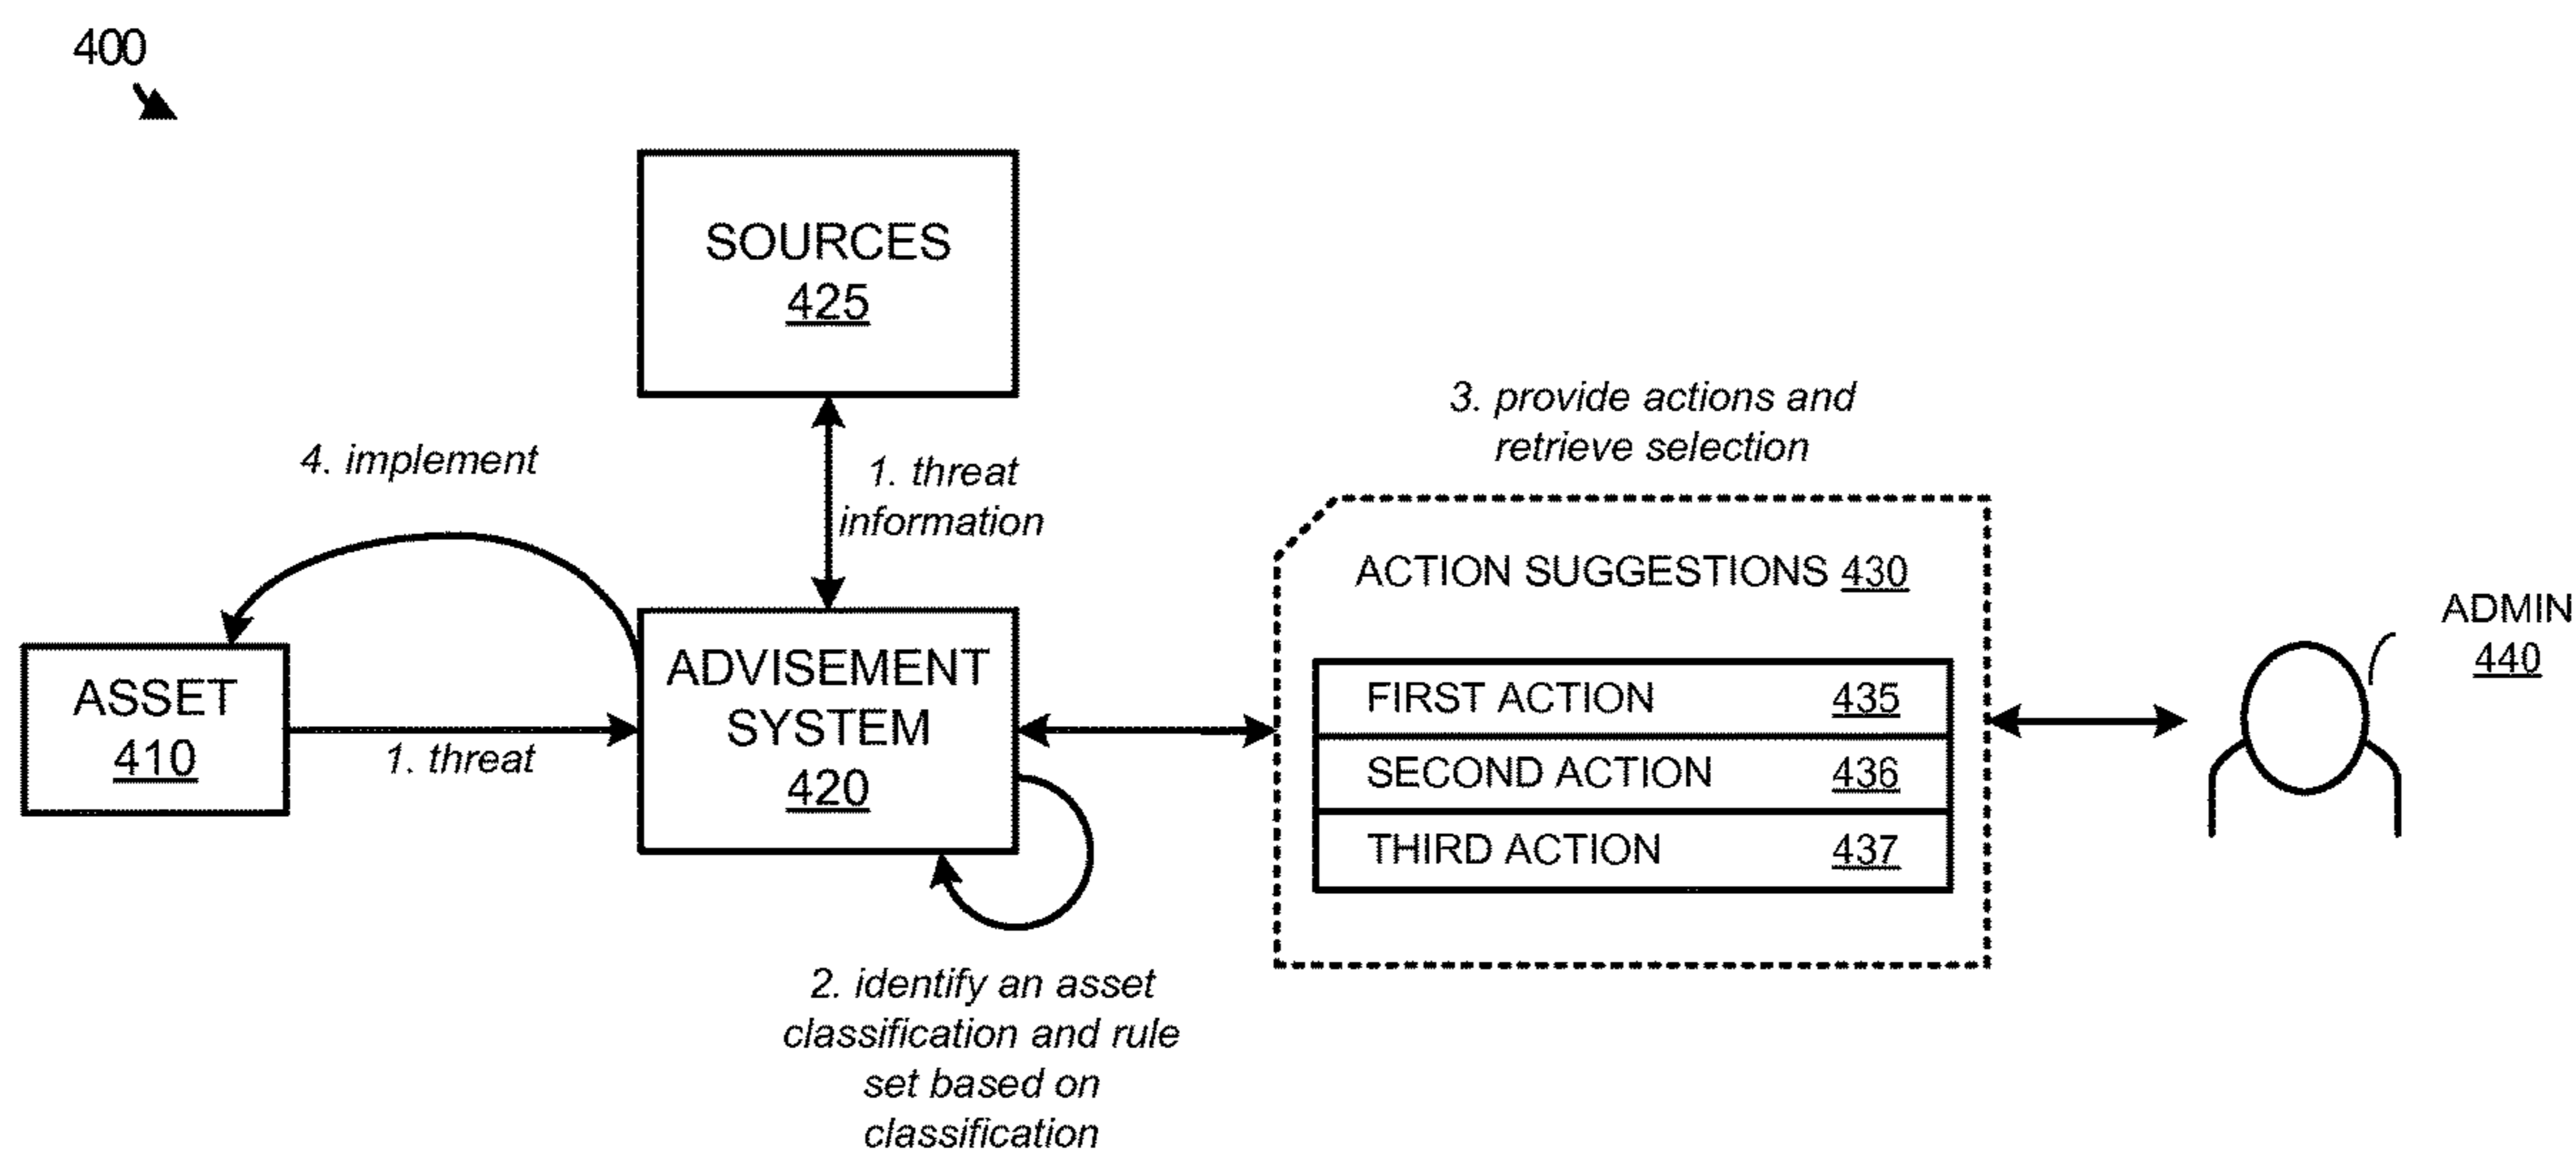 400
SOURCES
425
4. implement
1. threat
information
3. provide actions and
retrieve selection
ASSET
410
1. threat
ADVISEMENT
SYSTEM
420
ACTION SUGGESTIONS 430
FIRST ACTION 435
SECOND ACTION 436
THIRD ACTION 437
ADMIN
440
2. identify an asset
classification and rule
set based on
classification